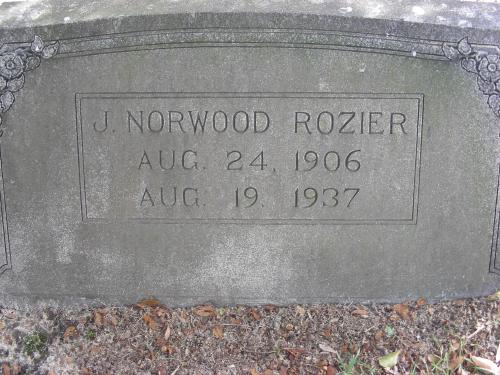 J. NORWOOD ROZIER
AUG. 24, 1906
AUG. 19, 1937